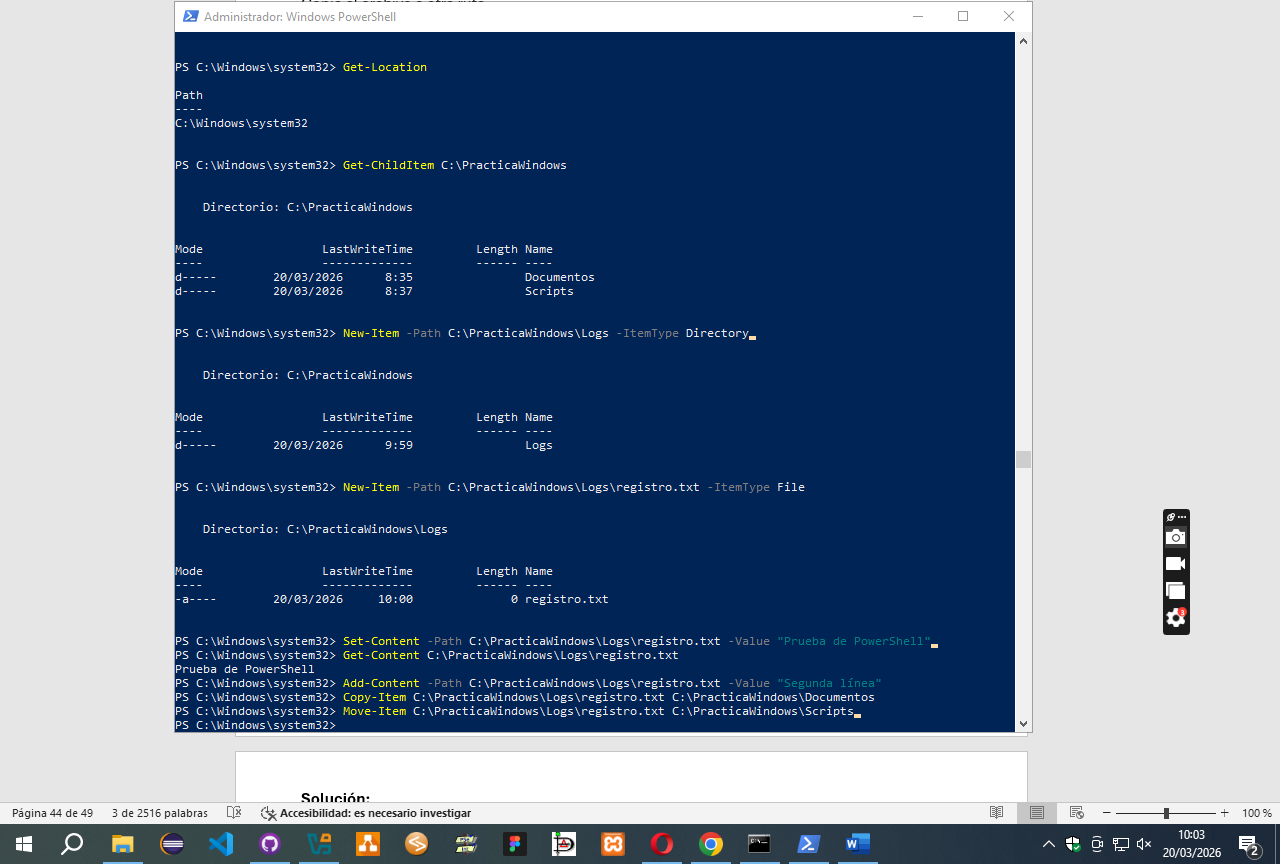 Administrador: Windows PowerShell
PS C:\Windows\system32> Get-Location
Path
----
C:\Windows\system32
PS C:\Windows\system32> Get-ChildItem C:\PracticaWindows
Directorio: C:\PracticaWindows
Mode                 LastWriteTime         Length Name
----                 -------------         ------ ----
d-----        20/03/2026      8:35                Documentos
d-----        20/03/2026      8:37                Scripts
PS C:\Windows\system32> New-Item -Path C:\PracticaWindows\Logs -ItemType Directory
Directorio: C:\PracticaWindows
Mode                 LastWriteTime         Length Name
----                 -------------         ------ ----
d-----        20/03/2026      9:59                Logs
PS C:\Windows\system32> New-Item -Path C:\PracticaWindows\Logs\registro.txt -ItemType File
Directorio: C:\PracticaWindows\Logs
Mode                 LastWriteTime         Length Name
----                 -------------         ------ ----
-a----        20/03/2026     10:00              0 registro.txt
PS C:\Windows\system32> Set-Content -Path C:\PracticaWindows\Logs\registro.txt -Value "Prueba de PowerShell"
PS C:\Windows\system32> Get-Content C:\PracticaWindows\Logs\registro.txt
Prueba de PowerShell
PS C:\Windows\system32> Add-Content -Path C:\PracticaWindows\Logs\registro.txt -Value "Segunda línea"
PS C:\Windows\system32> Copy-Item C:\PracticaWindows\Logs\registro.txt C:\PracticaWindows\Documentos
PS C:\Windows\system32> Move-Item C:\PracticaWindows\Logs\registro.txt C:\PracticaWindows\Scripts
PS C:\Windows\system32>
Solución:
Página 44 de 49 3 de 2516 palabras Accesibilidad: es necesario investigar 100 %
10:03
20/03/2026
2
3